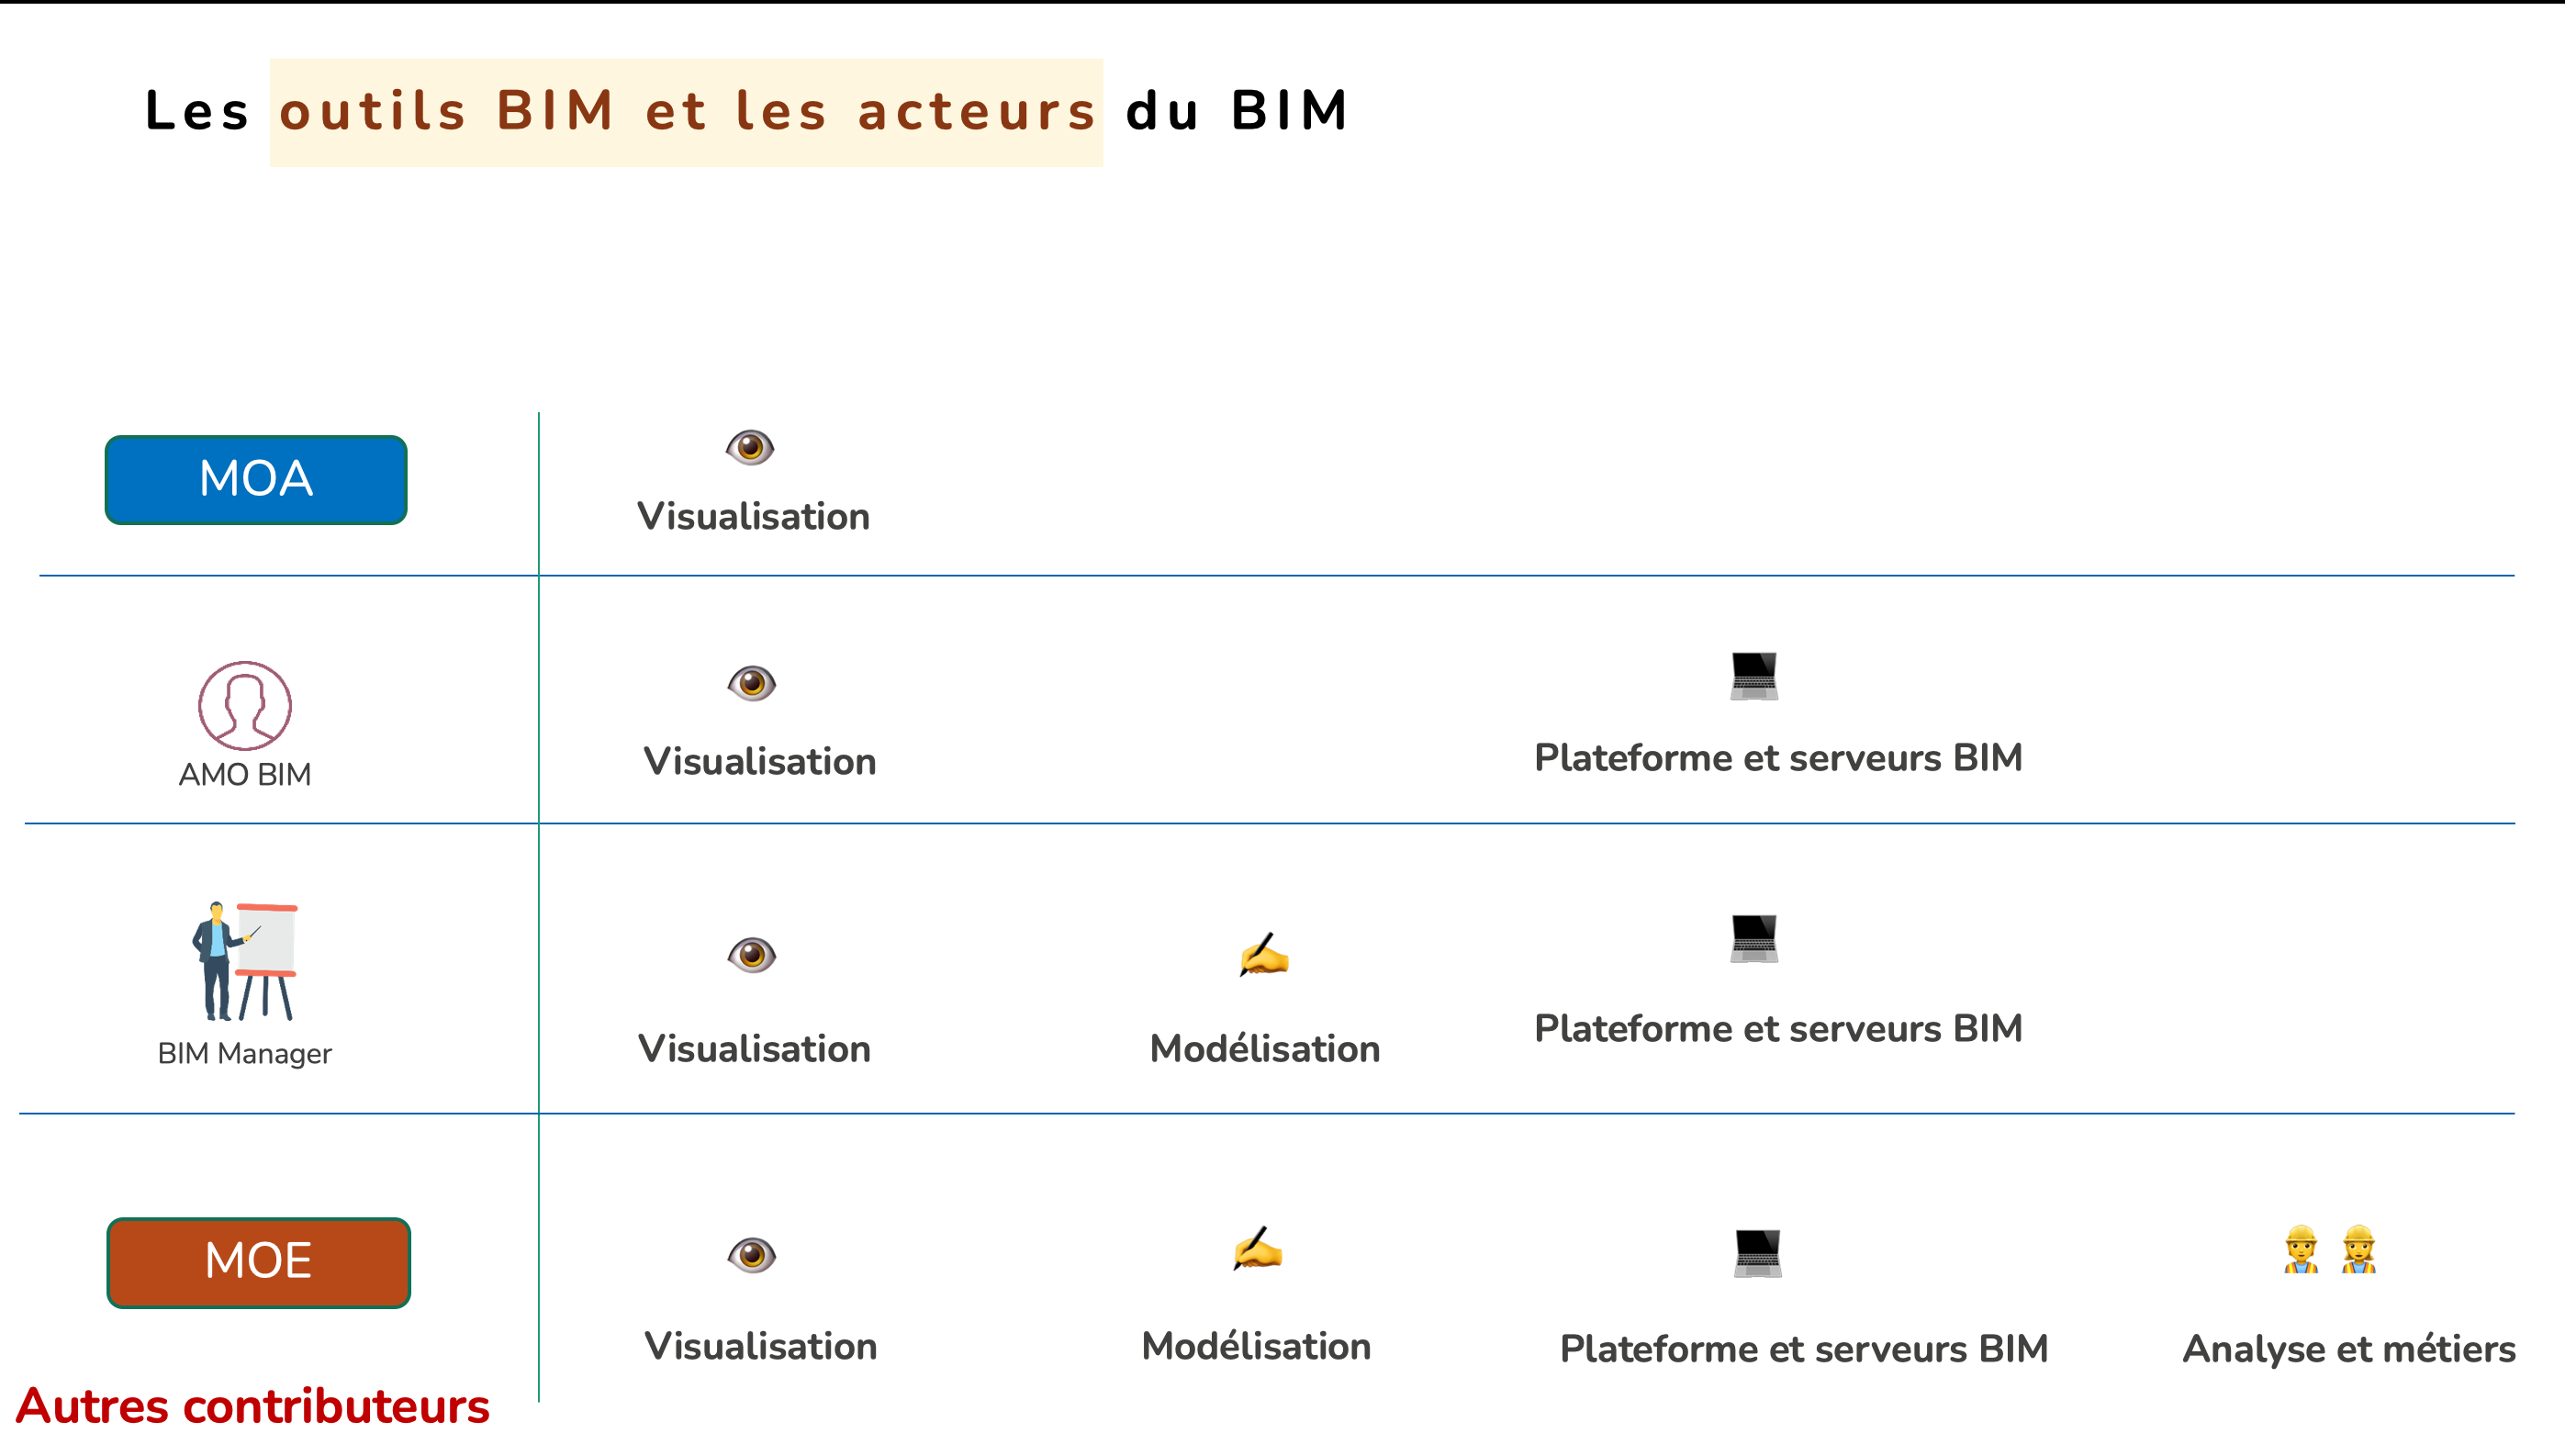 Les outils BIM et les acteurs du BIM
MOA
Visualisation
AMO BIM
Visualisation
Plateforme et serveurs BIM
BIM Manager
Visualisation
Modélisation
Plateforme et serveurs BIM
MOE
Visualisation
Modélisation
Plateforme et serveurs BIM
Analyse et métiers
Autres contributeurs